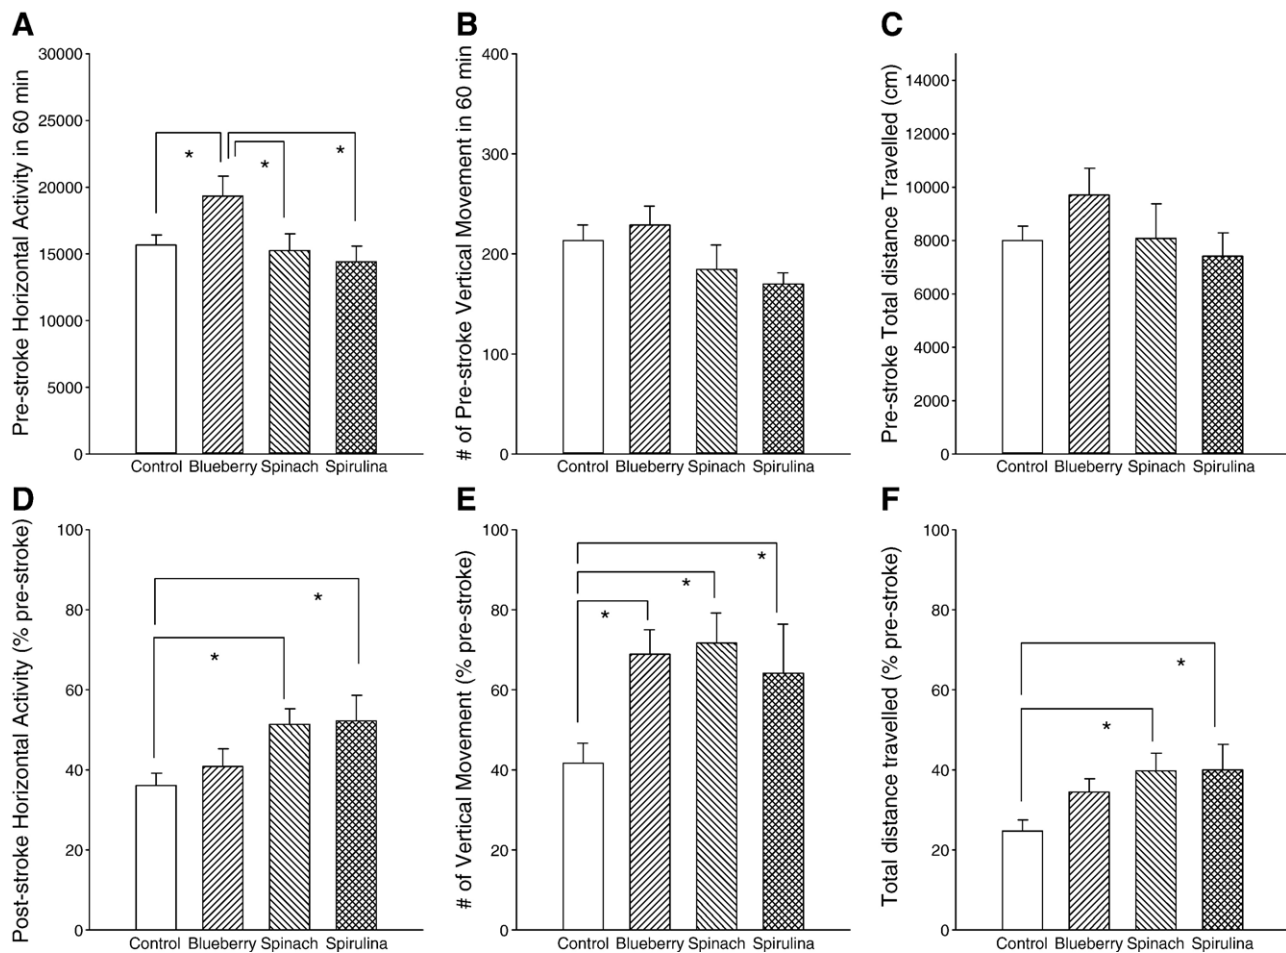 A
Pre-stroke Horizontal Activity in 60 min
30000
25000
20000
15000
10000
5000
0
*
*
*
Control Blueberry Spinach Spirulina
B
# of Pre-stroke Vertical Movement in 60 min
400
300
200
100
0
Control Blueberry Spinach Spirulina
C
Pre-stroke Total distance Travelled (cm)
14000
12000
10000
8000
6000
4000
2000
0
Control Blueberry Spinach Spirulina
D
Post-stroke Horizontal Activity (% pre-stroke)
100
80
60
40
20
0
*
*
Control Blueberry Spinach Spirulina
E
# of Vertical Movement (% pre-stroke)
100
80
60
40
20
0
*
*
*
Control Blueberry Spinach Spirulina
F
Total distance travelled (% pre-stroke)
100
80
60
40
20
0
*
*
Control Blueberry Spinach Spirulina